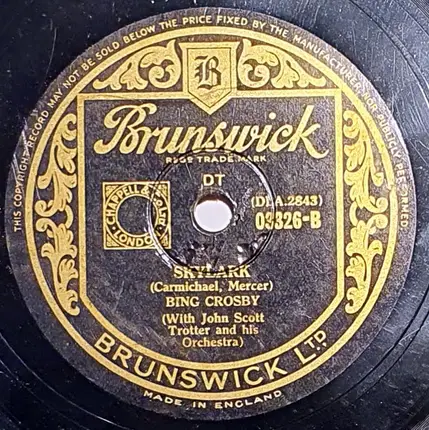 THIS COPYRIGHT RECORD MAY NOT BE SOLD BELOW THE PRICE FIXED BY THE MANUFACTURER OR PUBLICLY PERFORMED.
B
Brunswick
REGD TRADE MARK
DT
CHAPPELL & CO LTD
LONDON
(DLA.2843)
03326-B
SKYLARK
(Carmichael, Mercer)
BING CROSBY
(With John Scott
Trotter and his
Orchestra)
BRUNSWICK LTD
MADE IN ENGLAND